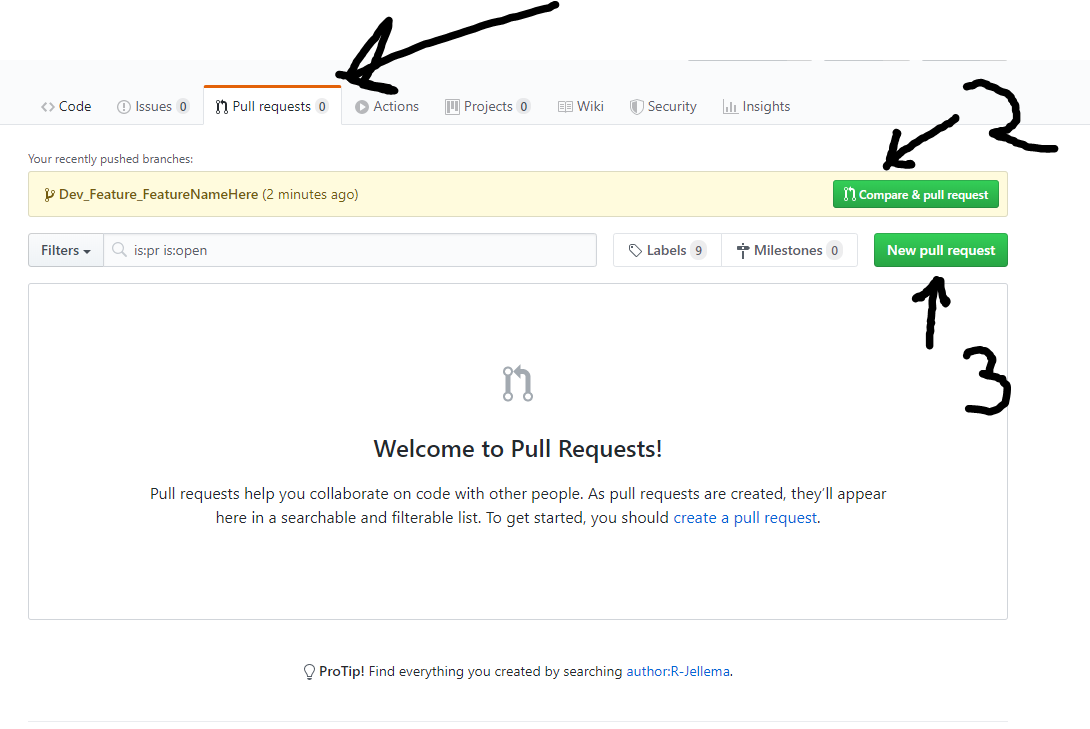 Code Issues 0 Pull requests 0 Actions Projects 0 Wiki Security Insights
2
Your recently pushed branches:
Dev_Feature_FeatureNameHere (2 minutes ago) Compare & pull request
Filters is:pr is:open Labels 9 Milestones 0 New pull request
3
Welcome to Pull Requests!
Pull requests help you collaborate on code with other people. As pull requests are created, they’ll appear
here in a searchable and filterable list. To get started, you should create a pull request.
ProTip! Find everything you created by searching author:R-Jellema.